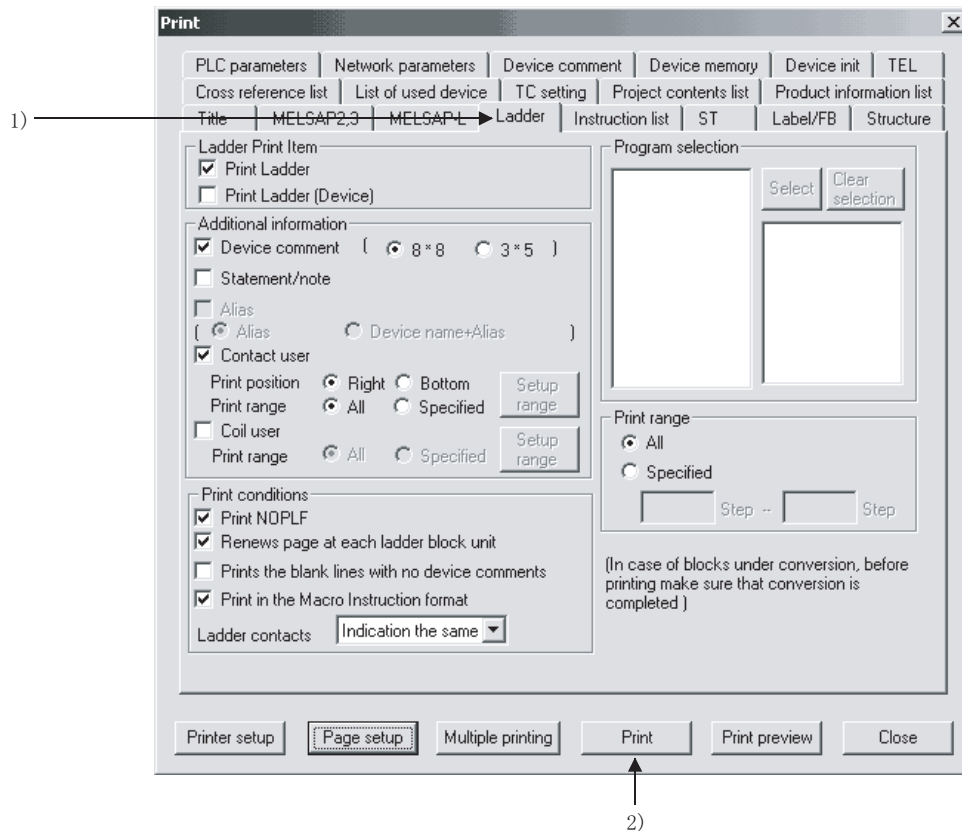 Print
PLC parameters Network parameters Device comment Device memory Device init TEL
Cross reference list List of used device TC setting Project contents list Product information list
1)
Title MELSAP2,3 MELSAP-L Ladder Instruction list ST Label/FB Structure
Ladder Print Item
Print Ladder
Print Ladder (Device)
Additional information
Device comment ( 8*8 3*5 )
Statement/note
Alias
( Alias Device name+Alias )
Contact user
Print position Right Bottom
Print range All Specified
Setup range
Coil user
Print range All Specified
Setup range
Print conditions
Print NOPLF
Renews page at each ladder block unit
Prints the blank lines with no device comments
Print in the Macro Instruction format
Ladder contacts Indication the same
Program selection
Select Clear selection
Print range
All
Specified
Step -- Step
(In case of blocks under conversion, before
printing make sure that conversion is
completed )
Printer setup Page setup Multiple printing Print Print preview Close
2)